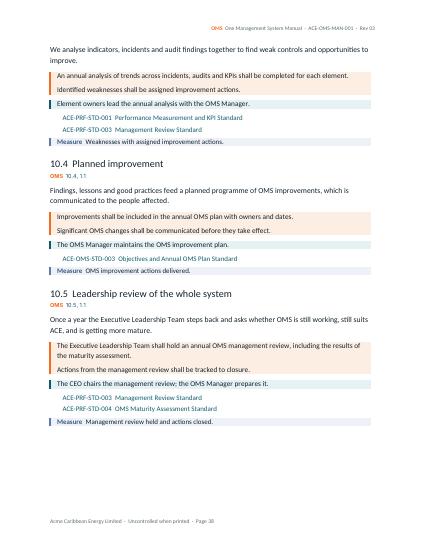 OMS One Management System Manual · ACE-OMS-MAN-001 · Rev 03
We analyse indicators, incidents and audit findings together to find weak controls and opportunities to
improve.
An annual analysis of trends across incidents, audits and KPIs shall be completed for each element.
Identified weaknesses shall be assigned improvement actions.
Element owners lead the annual analysis with the OMS Manager.
ACE-PRF-STD-001 Performance Measurement and KPI Standard
ACE-PRF-STD-003 Management Review Standard
Measure Weaknesses with assigned improvement actions.
10.4 Planned improvement
OMS 10.4, 1.1
Findings, lessons and good practices feed a planned programme of OMS improvements, which is
communicated to the people affected.
Improvements shall be included in the annual OMS plan with owners and dates.
Significant OMS changes shall be communicated before they take effect.
The OMS Manager maintains the OMS improvement plan.
ACE-OMS-STD-003 Objectives and Annual OMS Plan Standard
Measure OMS improvement actions delivered.
10.5 Leadership review of the whole system
OMS 10.5, 1.1
Once a year the Executive Leadership Team steps back and asks whether OMS is still working, still suits
ACE, and is getting more mature.
The Executive Leadership Team shall hold an annual OMS management review, including the results of
the maturity assessment.
Actions from the management review shall be tracked to closure.
The CEO chairs the management review; the OMS Manager prepares it.
ACE-PRF-STD-003 Management Review Standard
ACE-PRF-STD-004 OMS Maturity Assessment Standard
Measure Management review held and actions closed.
Acme Caribbean Energy Limited · Uncontrolled when printed · Page 38